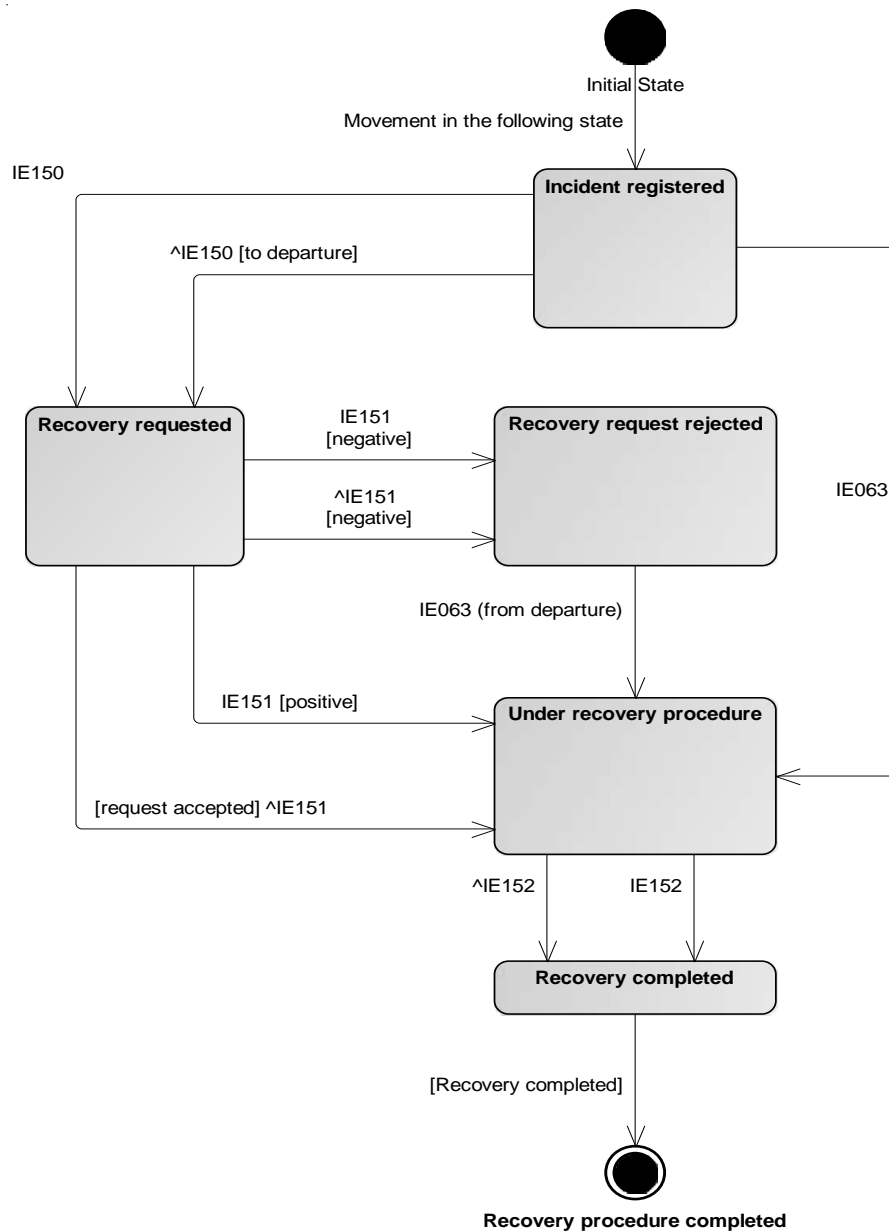 Initial State
Movement in the following state
IE150
Incident registered
^IE150 [to departure]
Recovery requested
IE151
[negative]
Recovery request rejected
^IE151
[negative]
IE063
IE063 (from departure)
IE151 [positive]
Under recovery procedure
[request accepted] ^IE151
^IE152
IE152
Recovery completed
[Recovery completed]
Recovery procedure completed